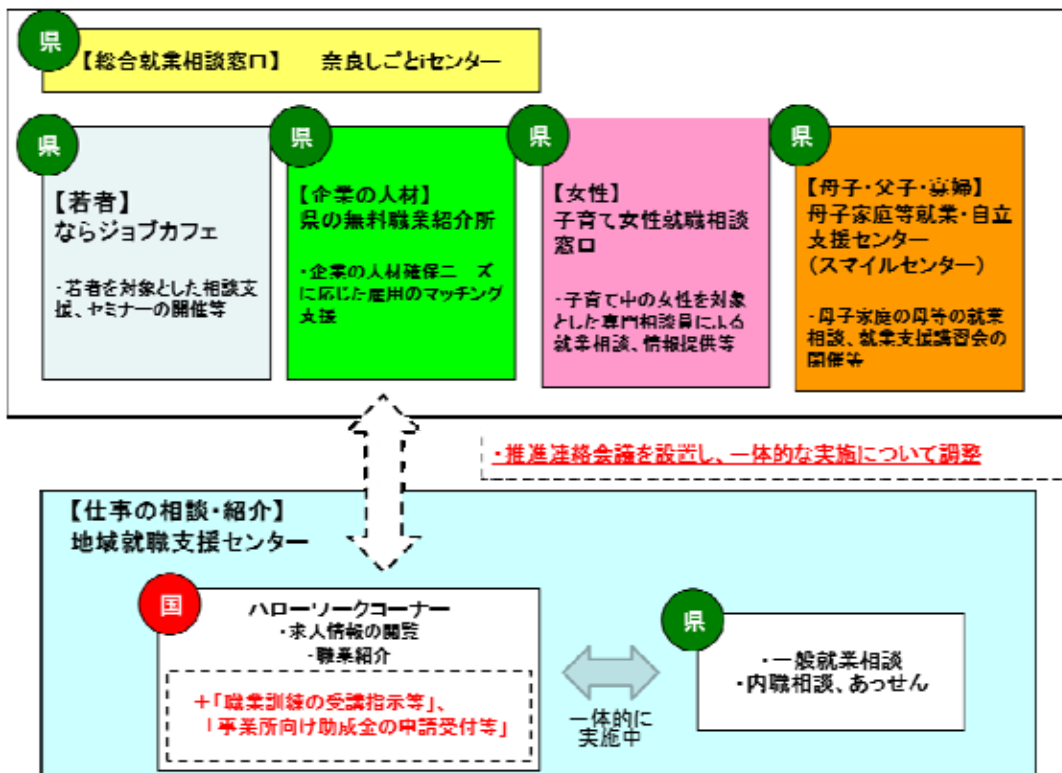 県
【総合就業相談窓口】 奈良しごとiセンター
県
【若者】
ならジョブカフェ
・若者を対象とした相談支
援、セミナーの開催等
県
【企業の人材】
県の無料職業紹介所
・企業の人材確保ニーズ
に応じた雇用のマッチング
支援
県
【女性】
子育て女性就職相談
窓口
・子育て中の女性を対象
とした専門相談員による
就業相談、情報提供等
県
【母子・父子・寡婦】
母子家庭等就業・自立
支援センター
(スマイルセンター)
・母子家庭の母等の就業
相談、就業支援講習会の
開催等
・推進連絡会議を設置し、一体的な実施について調整
【仕事の相談・紹介】
地域就職支援センター
国
ハローワークコーナー
・求人情報の閲覧
・職業紹介
＋「職業訓練の受講指示等」、
「事業所向け助成金の申請受付等」
一体的に
実施中
県
・一般就業相談
・内職相談、あっせん